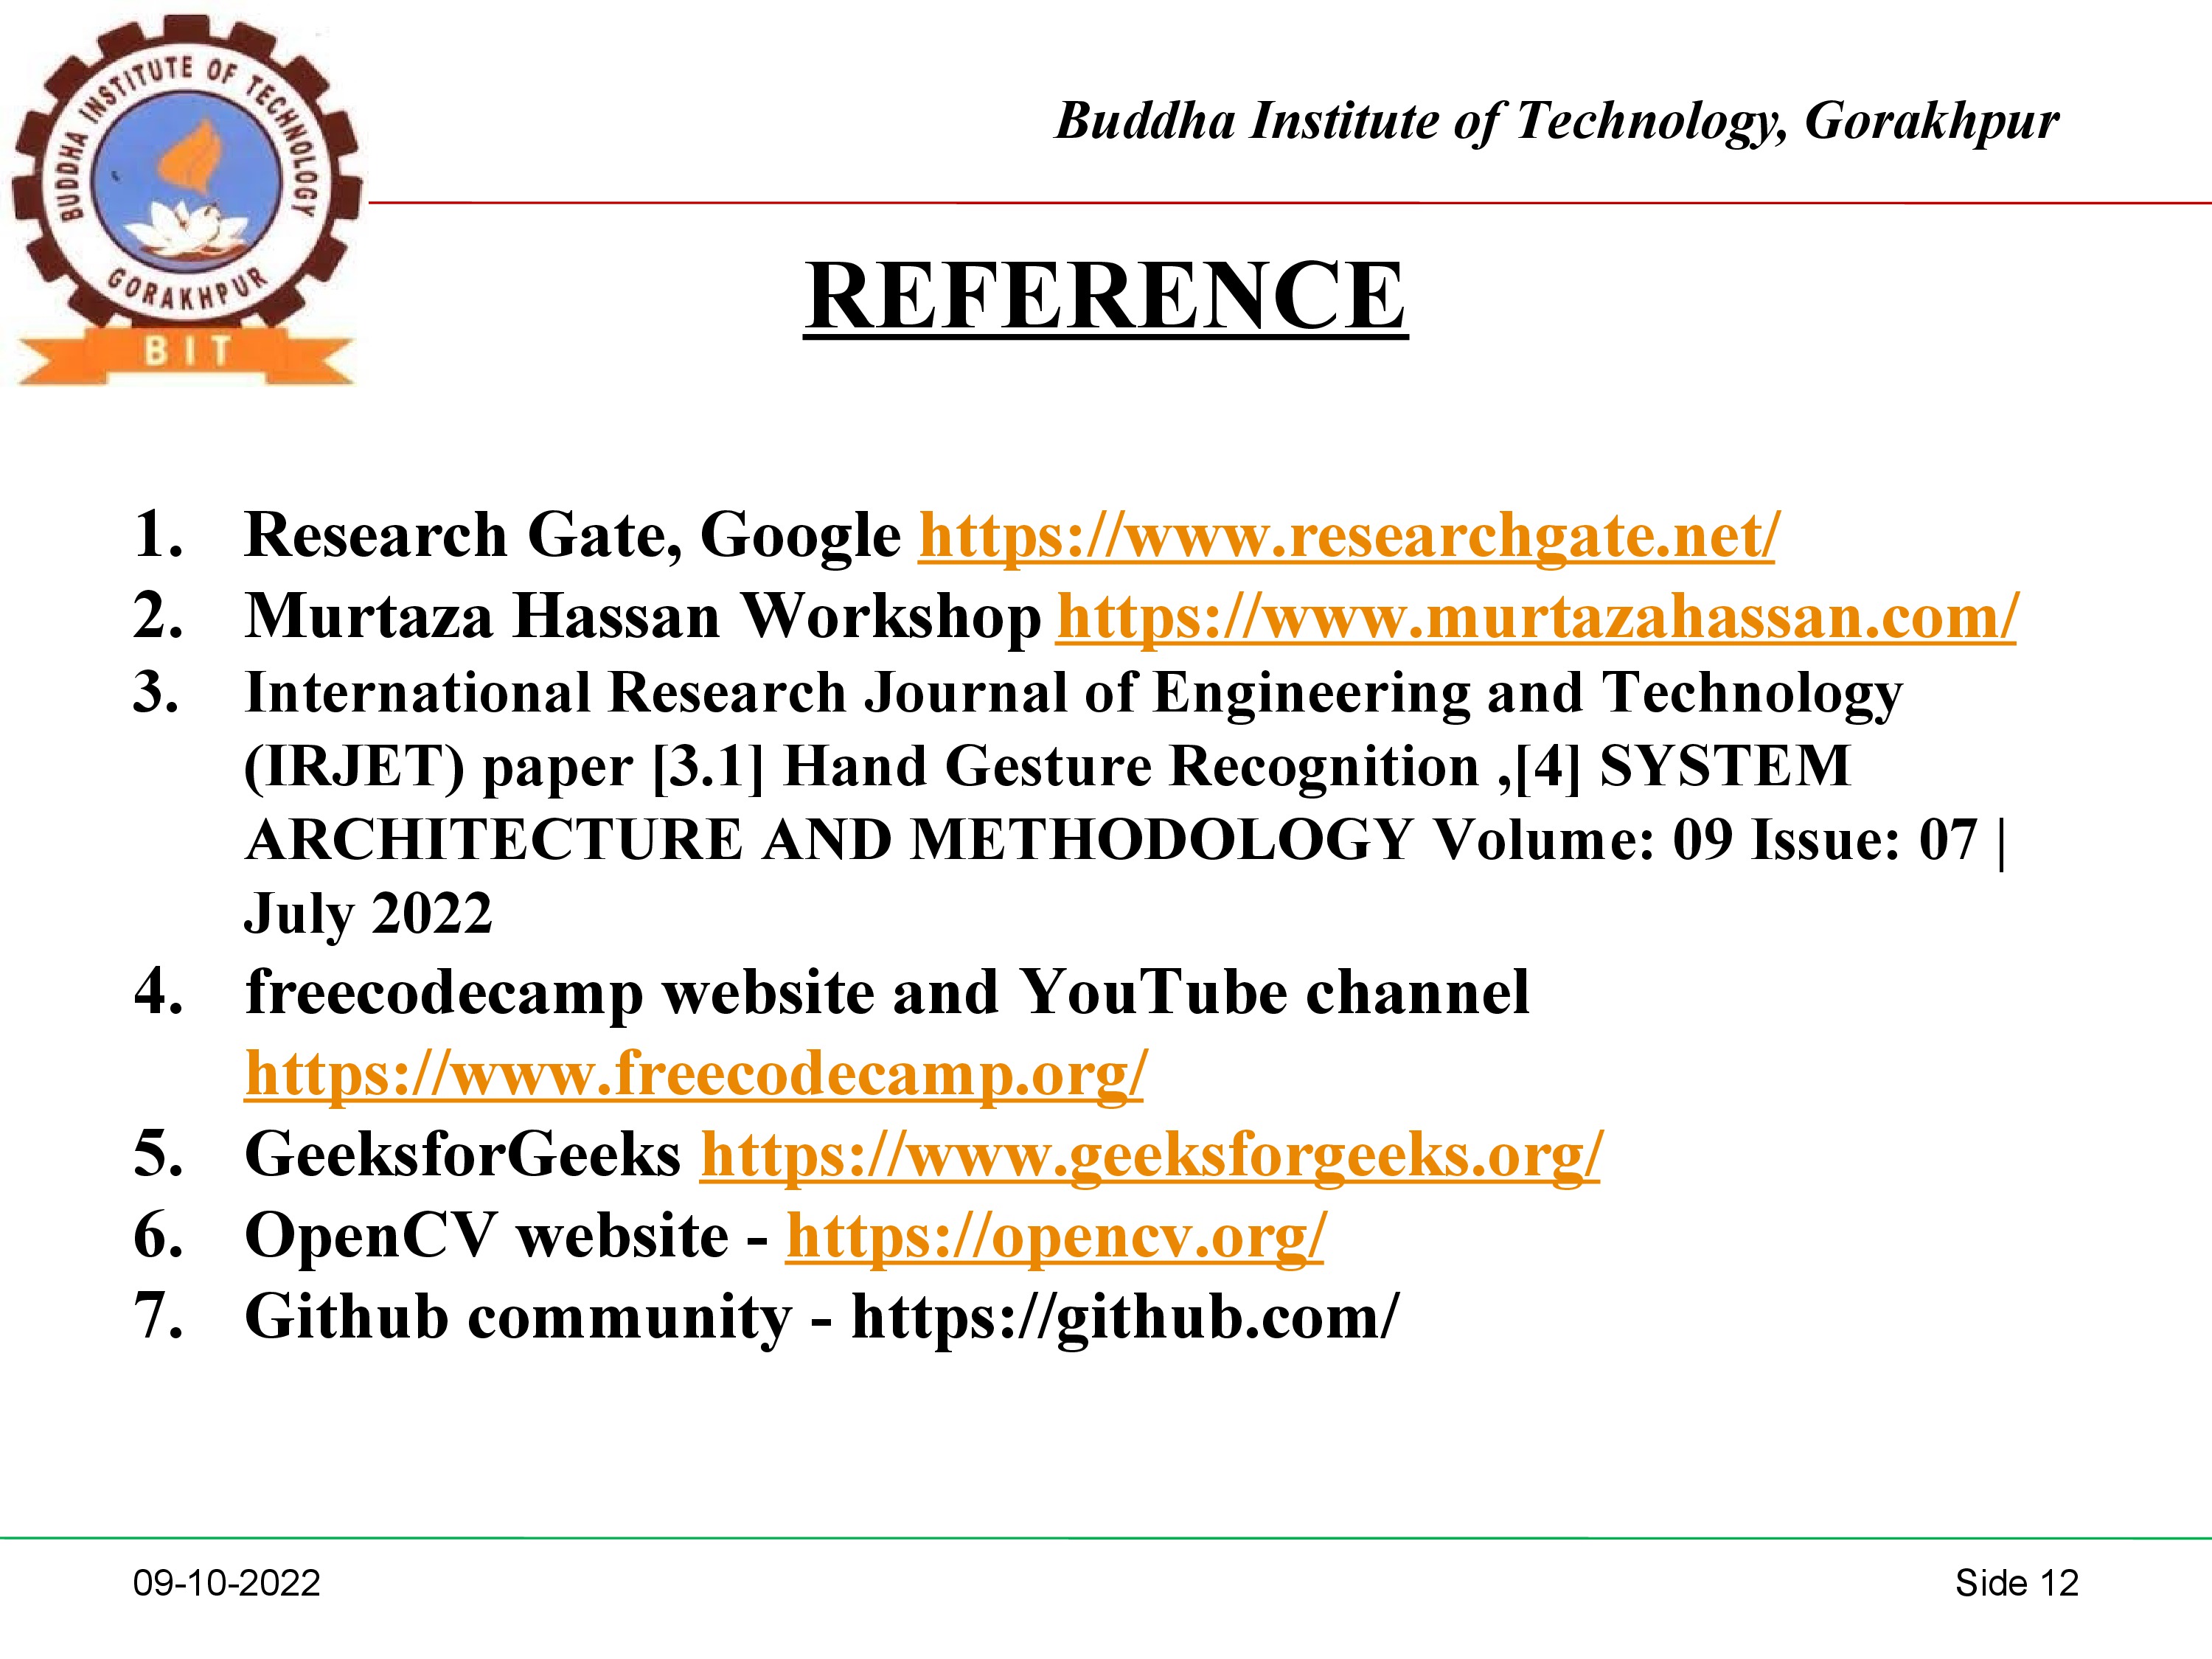 BUDDHA INSTITUTE OF TECHNOLOGY
GORAKHPUR
BIT
Buddha Institute of Technology, Gorakhpur
REFERENCE
1. Research Gate, Google https://www.researchgate.net/
2. Murtaza Hassan Workshop https://www.murtazahassan.com/
3. International Research Journal of Engineering and Technology
(IRJET) paper [3.1] Hand Gesture Recognition ,[4] SYSTEM
ARCHITECTURE AND METHODOLOGY Volume: 09 Issue: 07 |
July 2022
4. freecodecamp website and YouTube channel
https://www.freecodecamp.org/
5. GeeksforGeeks https://www.geeksforgeeks.org/
6. OpenCV website - https://opencv.org/
7. Github community - https://github.com/
09-10-2022
Side 12